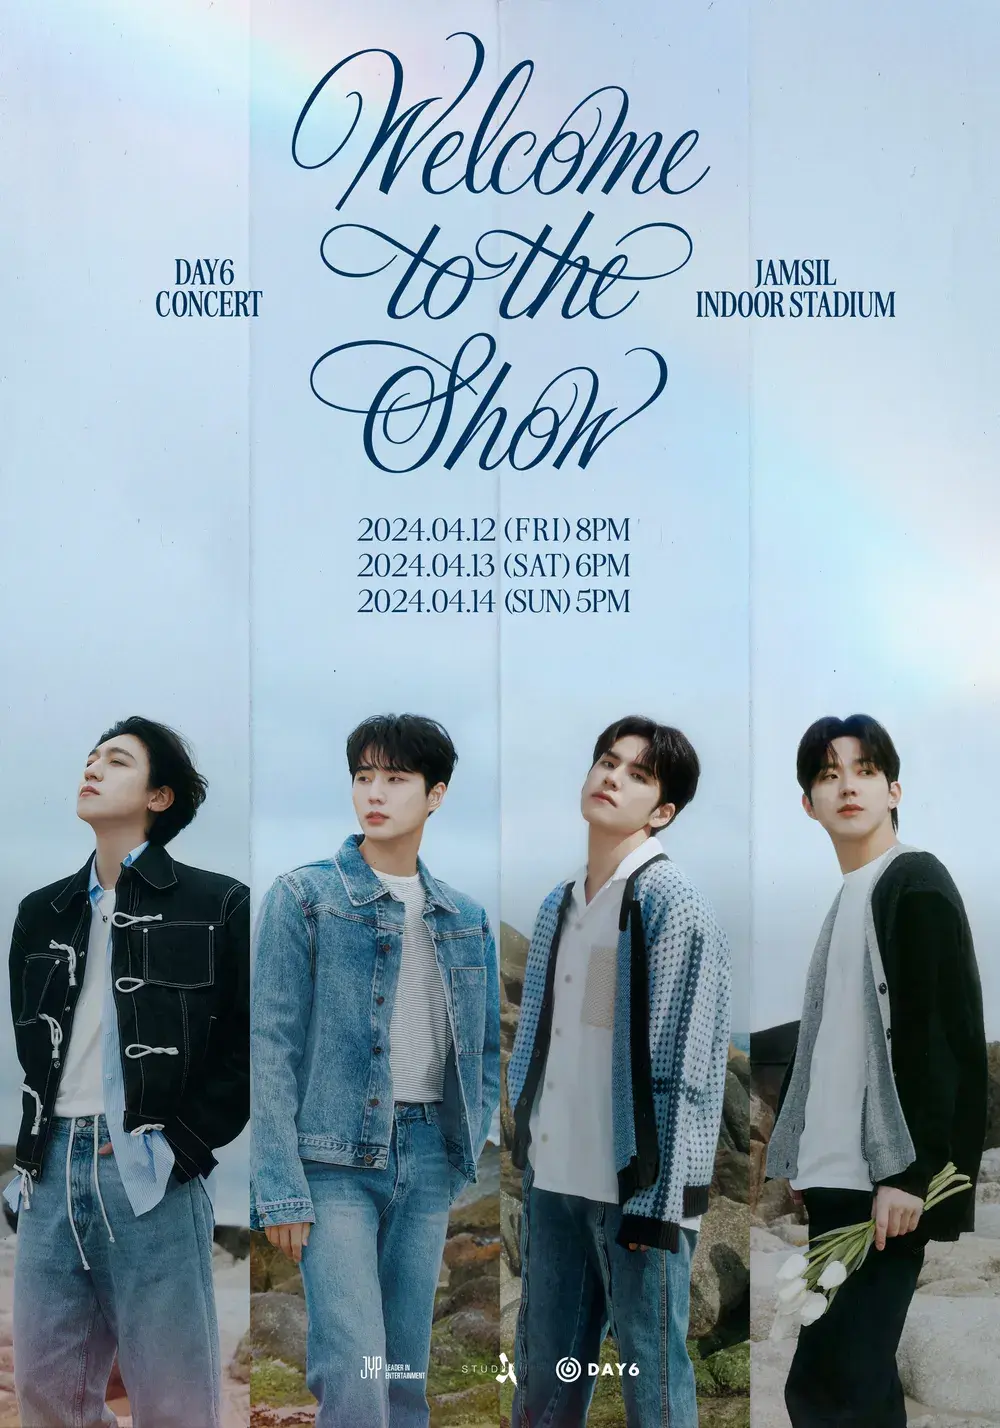 Welcome
to the
Show
DAY6
CONCERT
JAMSIL
INDOOR STADIUM
2024.04.12 (FRI) 8PM
2024.04.13 (SAT) 6PM
2024.04.14 (SUN) 5PM
JYP LEADER IN
ENTERTAINMENT
DAY6